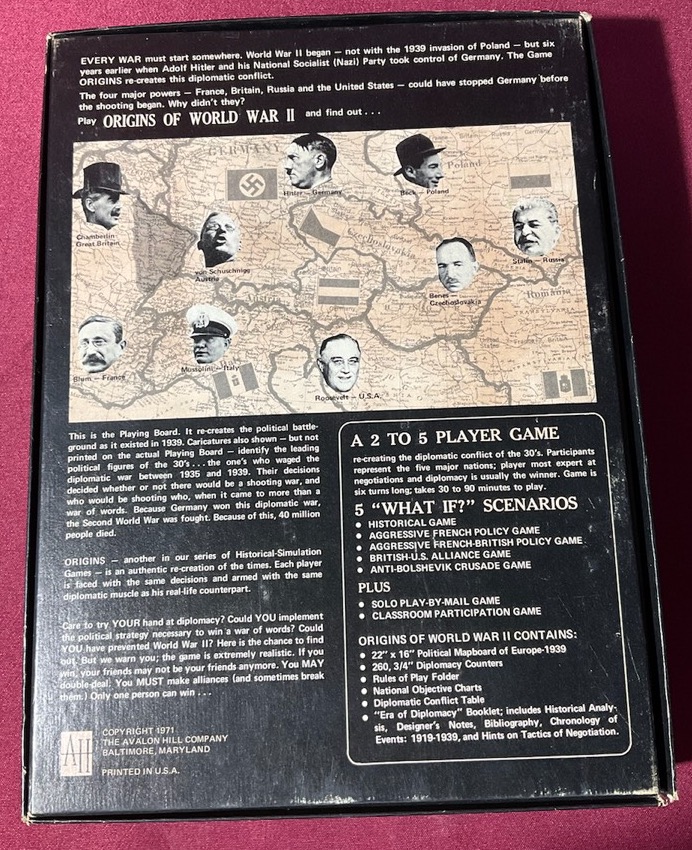 EVERY WAR must start somewhere. World War II began — not with the 1939 invasion of Poland — but six
years earlier when Adolf Hitler and his National Socialist (Nazi) Party took control of Germany. The Game
ORIGINS re-creates this diplomatic conflict.
The four major powers — France, Britain, Russia and the United States — could have stopped Germany before
the shooting began. Why didn't they?
Play ORIGINS OF WORLD WAR II and find out . . .
GERMANY
Poland
Hitler — Germany
Beck — Poland
Chamberlin
Great Britain
von Schuschnigg
Austria
Czechoslovakia
Stalin — Russia
Benes —
Czechoslovakia
Austria
Romania
Blum — France
Mussolini — Italy
Roosevelt — U.S.A.
This is the Playing Board. It re-creates the political battle-
ground as it existed in 1939. Caricatures also shown — but not
printed on the actual Playing Board — identify the leading
political figures of the 30's . . . the one's who waged the
diplomatic war between 1935 and 1939. Their decisions
decided whether or not there would be a shooting war, and
who would be shooting who, when it came to more than a
war of words. Because Germany won this diplomatic war,
the Second World War was fought. Because of this, 40 million
people died.
ORIGINS — another in our series of Historical-Simulation
Games — is an authentic re-creation of the times. Each player
is faced with the same decisions and armed with the same
diplomatic muscle as his real-life counterpart.
Care to try YOUR hand at diplomacy? Could YOU implement
the political strategy necessary to win a war of words? Could
YOU have prevented World War II? Here is the chance to find
out. But we warn you; the game is extremely realistic. If you
win, your friends may not be your friends anymore. You MAY
double-deal. You MUST make alliances (and sometimes break
them.) Only one person can win . . .
AH
COPYRIGHT 1971
THE AVALON HILL COMPANY
BALTIMORE, MARYLAND
PRINTED IN U.S.A.
A 2 TO 5 PLAYER GAME
re-creating the diplomatic conflict of the 30's. Participants
represent the five major nations; player most expert at
negotiations and diplomacy is usually the winner. Game is
six turns long; takes 30 to 90 minutes to play.
5 "WHAT IF?" SCENARIOS
• HISTORICAL GAME
• AGGRESSIVE FRENCH POLICY GAME
• AGGRESSIVE FRENCH-BRITISH POLICY GAME
• BRITISH-U.S. ALLIANCE GAME
• ANTI-BOLSHEVIK CRUSADE GAME
PLUS
• SOLO PLAY-BY-MAIL GAME
• CLASSROOM PARTICIPATION GAME
ORIGINS OF WORLD WAR II CONTAINS:
• 22" x 16" Political Mapboard of Europe-1939
• 260, 3/4" Diplomacy Counters
• Rules of Play Folder
• National Objective Charts
• Diplomatic Conflict Table
• "Era of Diplomacy" Booklet; includes Historical Analy-
sis, Designer's Notes, Bibliography, Chronology of
Events: 1919-1939, and Hints on Tactics of Negotiation.